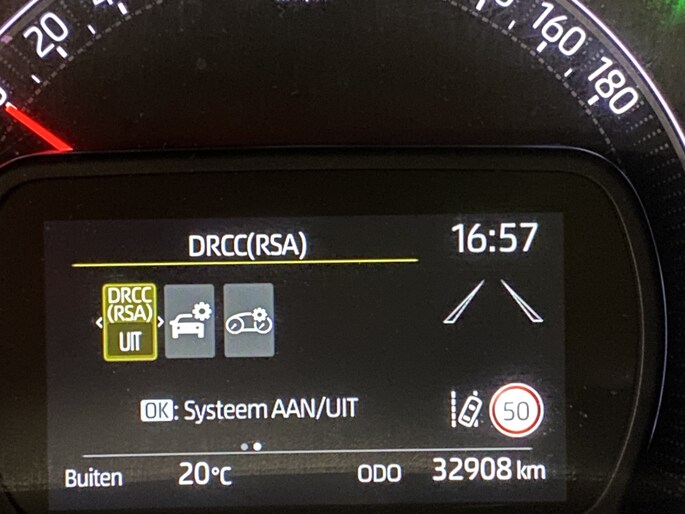 20
160
180
DRCC(RSA)
16:57
DRCC
(RSA)
UIT
OK: Systeem AAN/UIT
50
Buiten 20°C ODO 32908 km